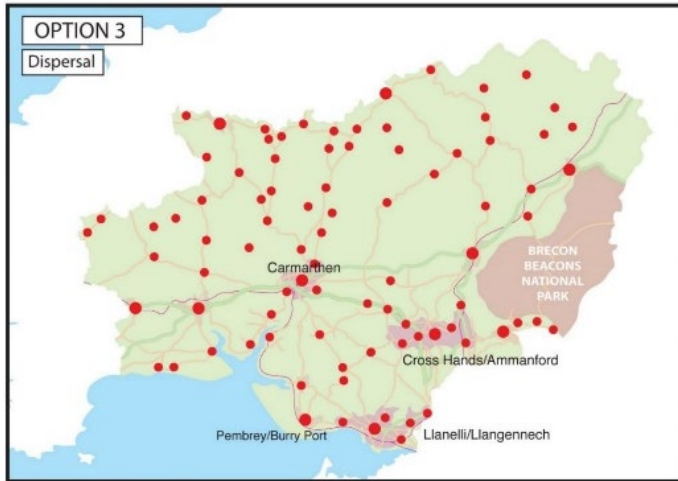 OPTION 3
Dispersal
BRECON
BEACONS
NATIONAL
PARK
Carmarthen
Cross Hands/Ammanford
Pembrey/Burry Port
Llanelli/Llangennech